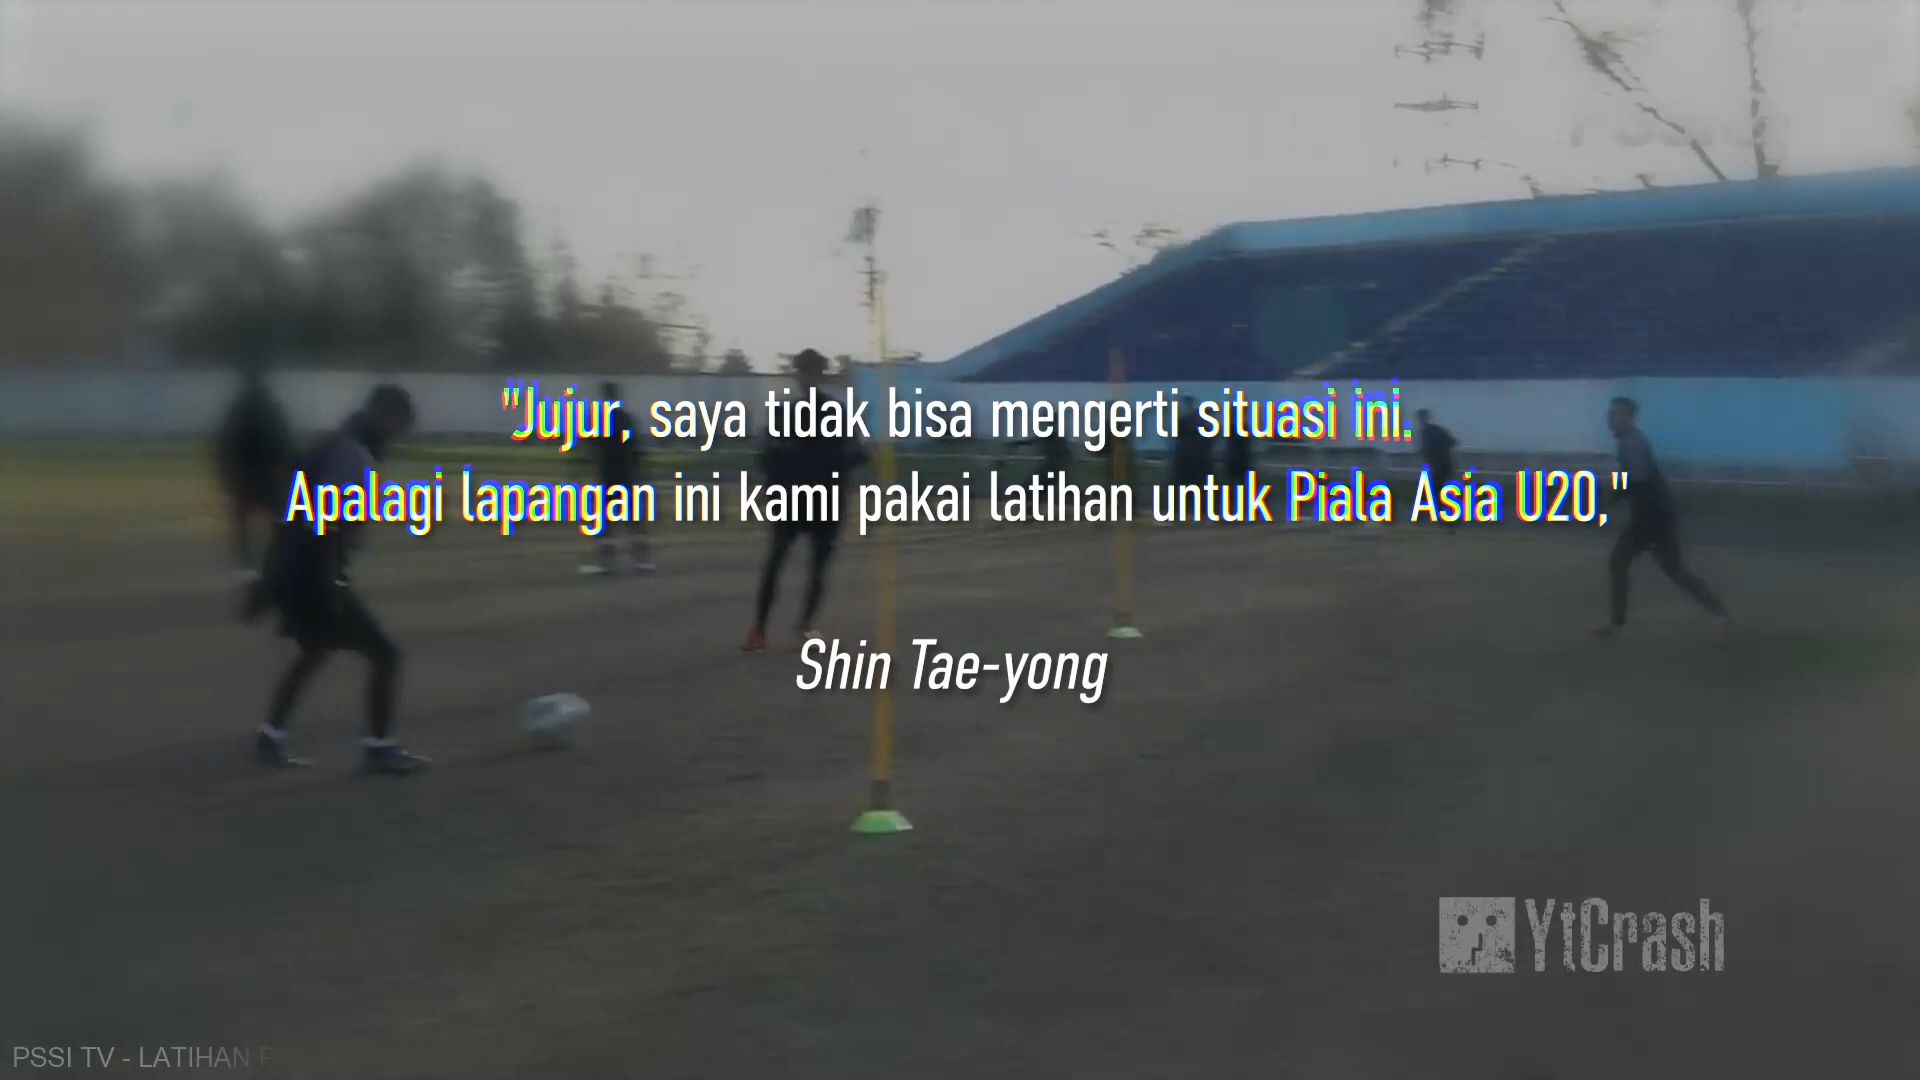 "Jujur, saya tidak bisa mengerti situasi ini.
Apalagi lapangan ini kami pakai latihan untuk Piala Asia U20,"
Shin Tae-yong
YtCrash
PSSI TV - LATIHAN